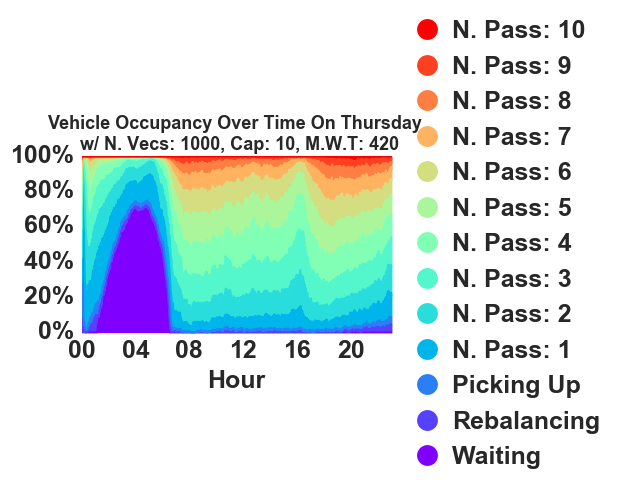 Vehicle Occupancy Over Time On Thursday
w/ N. Vecs: 1000, Cap: 10, M.W.T: 420
100%
80%
60%
40%
20%
0%
00 04 08 12 16 20
Hour
N. Pass: 10
N. Pass: 9
N. Pass: 8
N. Pass: 7
N. Pass: 6
N. Pass: 5
N. Pass: 4
N. Pass: 3
N. Pass: 2
N. Pass: 1
Picking Up
Rebalancing
Waiting